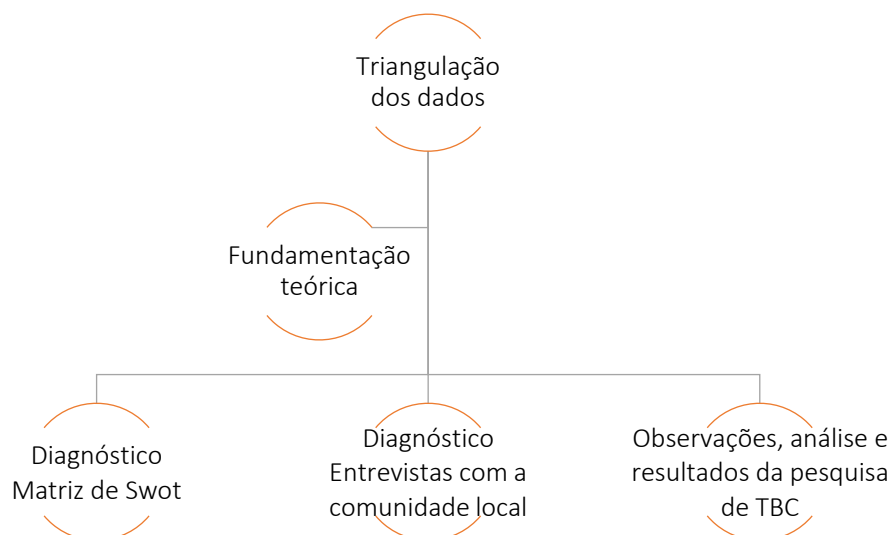 Triangulação
dos dados
Fundamentação
teórica
Diagnóstico
Matriz de Swot
Diagnóstico
Entrevistas com a
comunidade local
Observações, análise e
resultados da pesquisa
de TBC